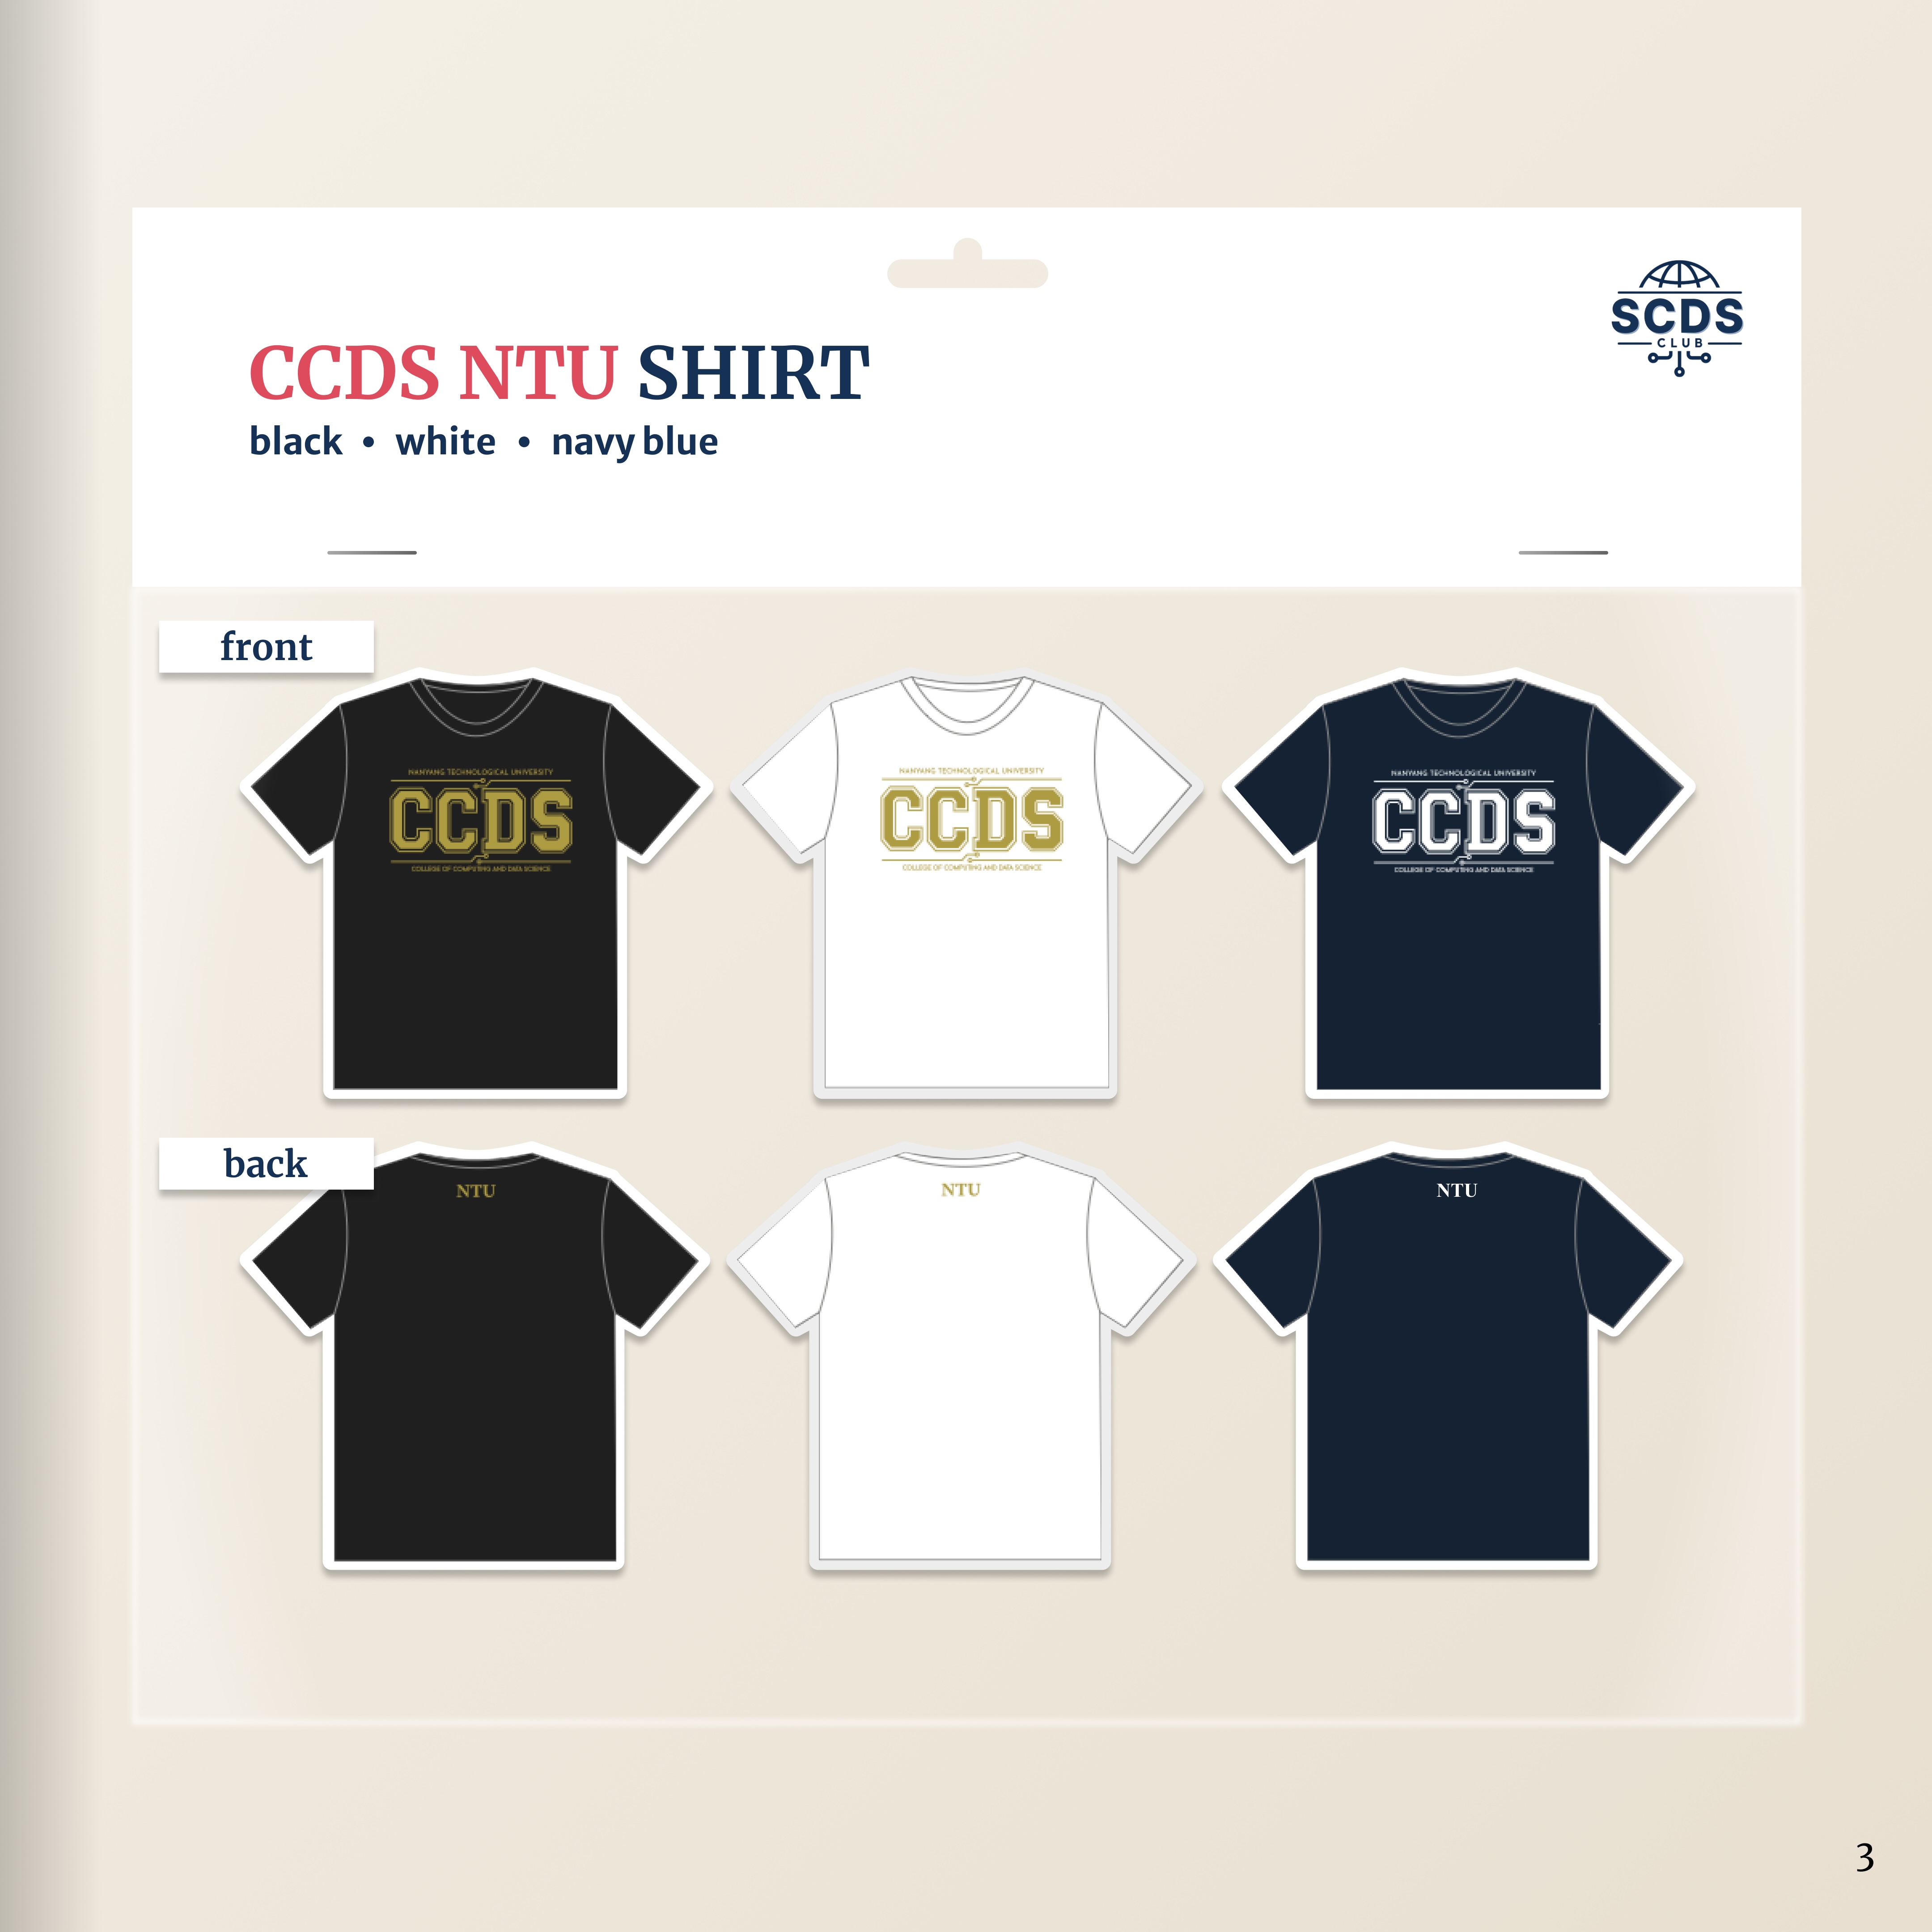 SCDS
CLUB
CCDS NTU SHIRT
black • white • navy blue
front
NANYANG TECHNOLOGICAL UNIVERSITY
CCDS
COLLEGE OF COMPUTING AND DATA SCIENCE
NANYANG TECHNOLOGICAL UNIVERSITY
CCDS
COLLEGE OF COMPUTING AND DATA SCIENCE
NANYANG TECHNOLOGICAL UNIVERSITY
CCDS
COLLEGE OF COMPUTING AND DATA SCIENCE
back
NTU
NTU
NTU
3